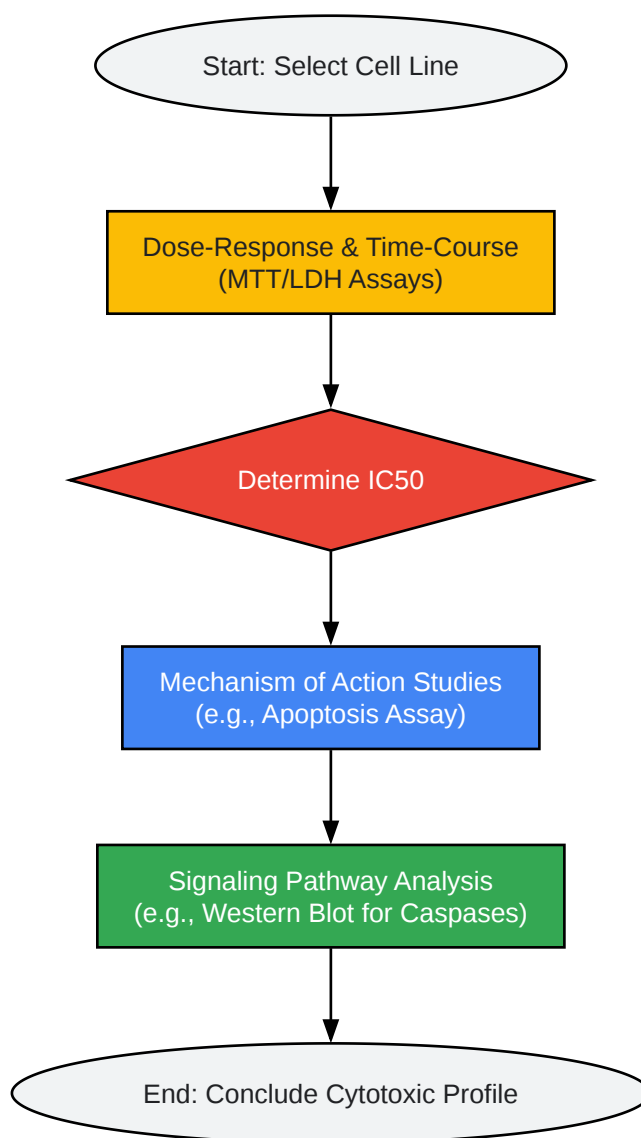 Start: Select Cell Line
Dose-Response & Time-Course
(MTT/LDH Assays)
Determine IC50
Mechanism of Action Studies
(e.g., Apoptosis Assay)
Signaling Pathway Analysis
(e.g., Western Blot for Caspases)
End: Conclude Cytotoxic Profile